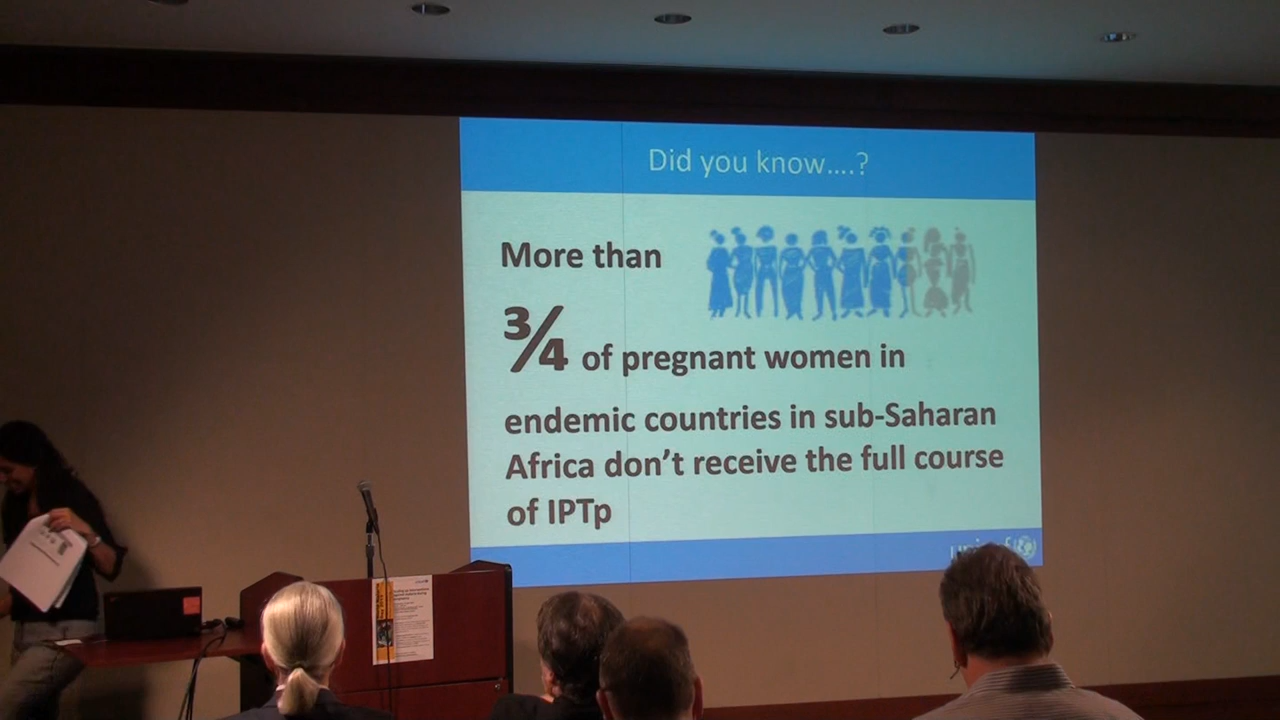 Did you know....?
More than
¾ of pregnant women in
endemic countries in sub-Saharan
Africa don't receive the full course
of IPTp
unicef